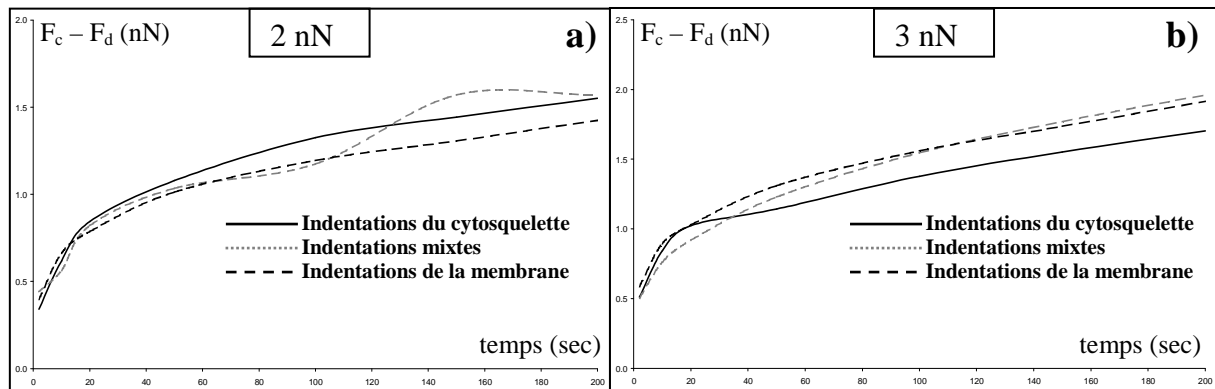 F_c – F_d (nN)
2 nN
a)
2.0
1.5
1.0
0.5
0.0
Indentations du cytosquelette
Indentations mixtes
Indentations de la membrane
temps (sec)
0 20 40 60 80 100 120 140 160 180 200
F_c – F_d (nN)
3 nN
b)
2.5
2.0
1.5
1.0
0.5
0.0
Indentations du cytosquelette
Indentations mixtes
Indentations de la membrane
temps (sec)
0 20 40 60 80 100 120 140 160 180 200